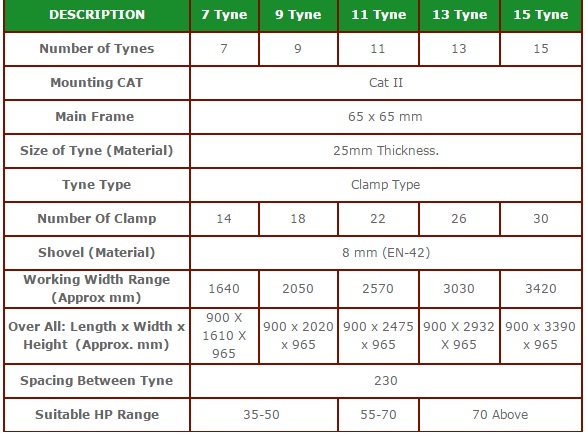 DESCRIPTION 7 Tyne 9 Tyne 11 Tyne 13 Tyne 15 Tyne
Number of Tynes 7 9 11 13 15
Mounting CAT Cat II
Main Frame 65 x 65 mm
Size of Tyne (Material) 25mm Thickness.
Tyne Type Clamp Type
Number Of Clamp 14 18 22 26 30
Shovel (Material) 8 mm (EN-42)
Working Width Range
(Approx mm)
1640 2050 2570 3030 3420
Over All: Length x Width x
Height (Approx. mm)
900 X
1610 X
965
900 x 2020
x 965
900 x 2475
x 965
900 X 2932
X 965
900 x 3390
x 965
Spacing Between Tyne 230
Suitable HP Range 35-50 55-70 70 Above